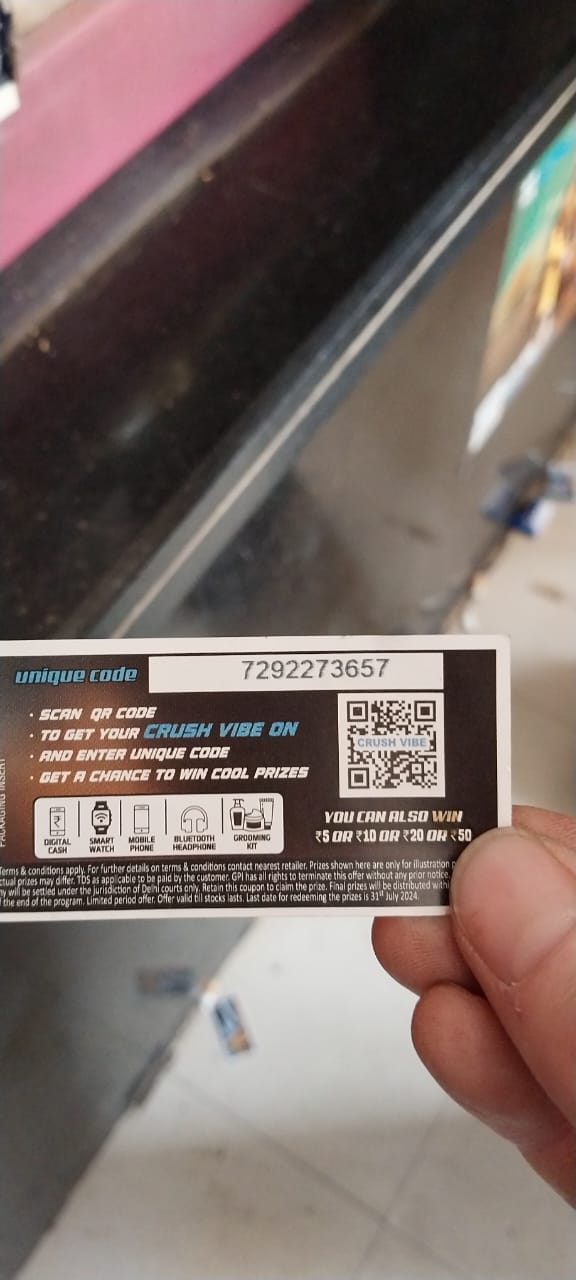 unique code 7292273657
· SCAN QR CODE
· TO GET YOUR CRUSH VIBE ON
· AND ENTER UNIQUE CODE
· GET A CHANCE TO WIN COOL PRIZES
CRUSH VIBE
DIGITAL CASH
SMART WATCH
MOBILE PHONE
BLUETOOTH HEADPHONE
GROOMING KIT
YOU CAN ALSO WIN
₹5 OR ₹10 OR ₹20 OR ₹50
PACKAGING INSERT
Terms & conditions apply. For further details on terms & conditions contact nearest retailer. Prizes shown here are only for illustration
prizes may differ. TDS as applicable to be paid by the customer. GPI has all rights to terminate this offer without any prior notice.
will be settled under the jurisdiction of Delhi courts only. Retain this coupon to claim the prize. Final prizes will be distributed
the end of the program. Limited period offer. Offer valid till stocks lasts. Last date for redeeming the prizes is 31st July 2024.